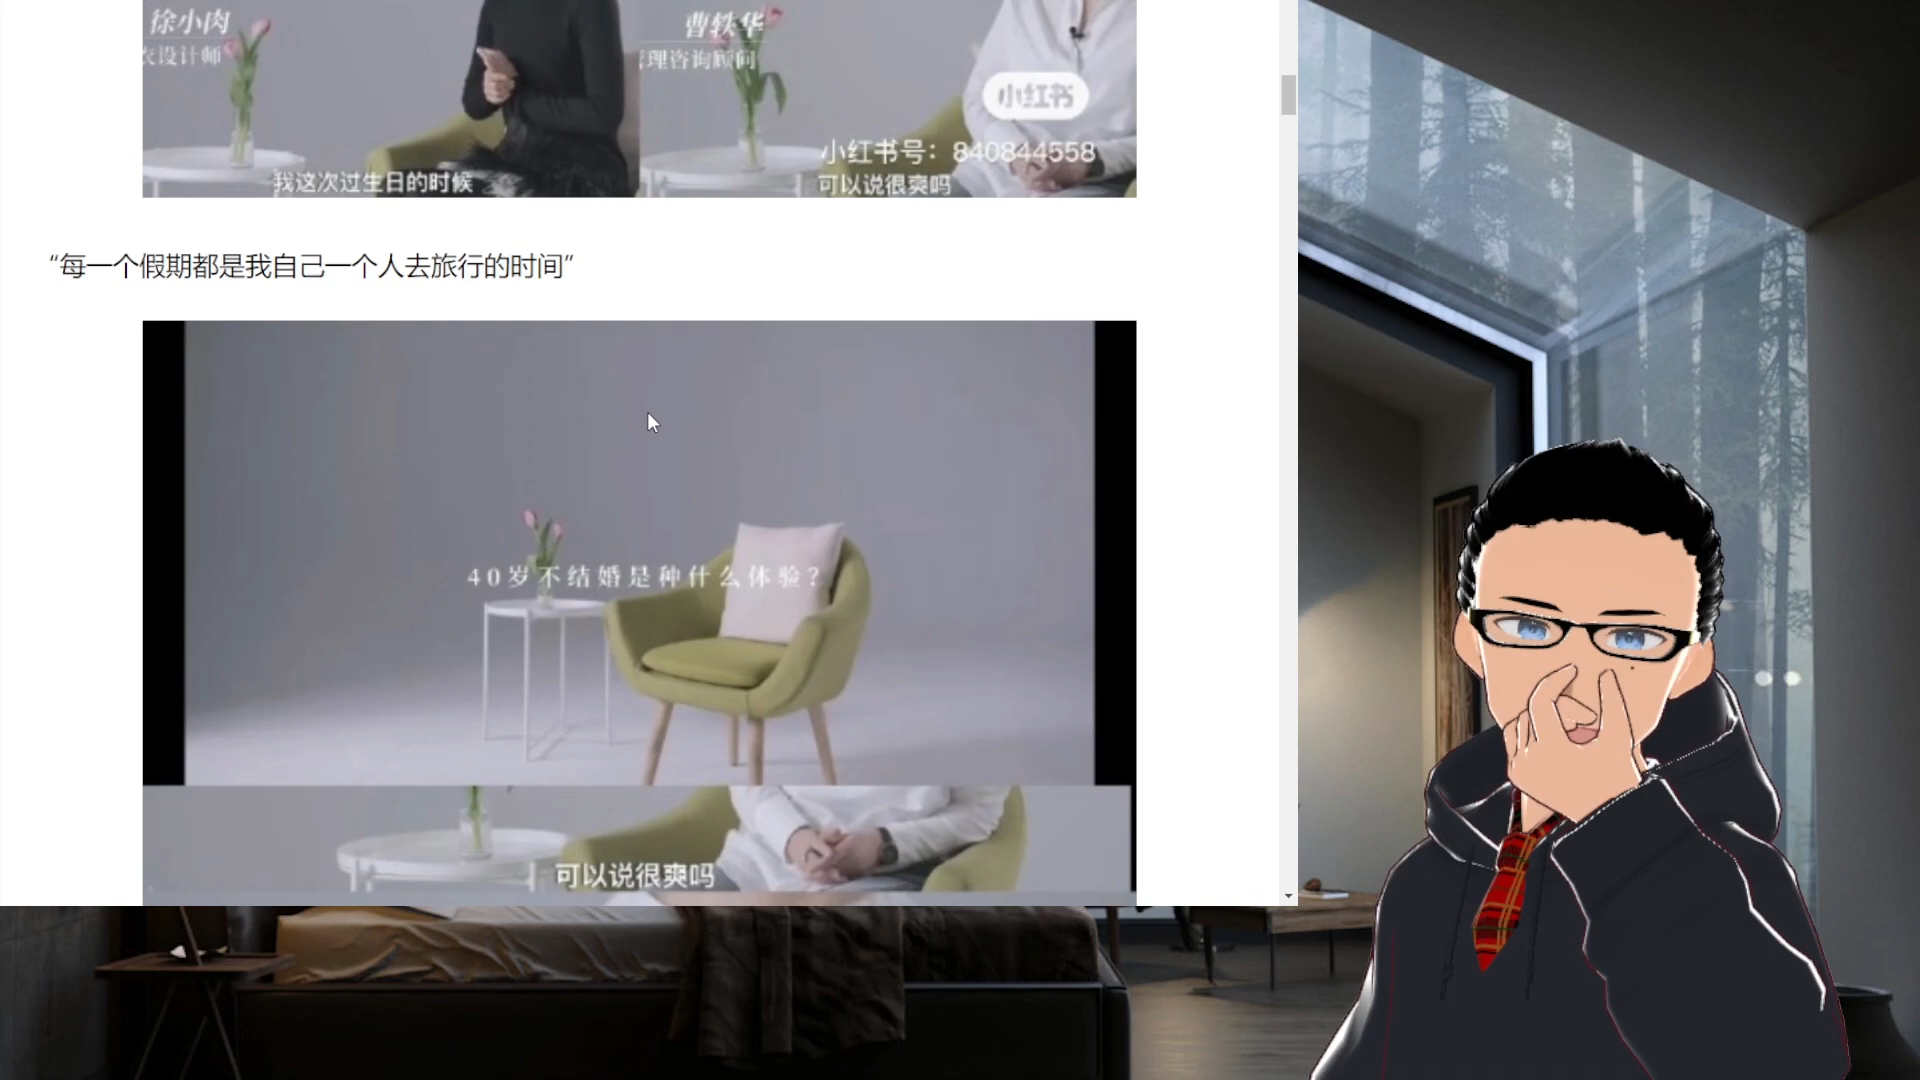 徐小肉
衣设计师
曹轶华
管理咨询顾问
小红书
小红书号：840844558
我这次过生日的时候
可以说很爽吗
“每一个假期都是我自己一个人去旅行的时间”
40岁不结婚是种什么体验？
可以说很爽吗